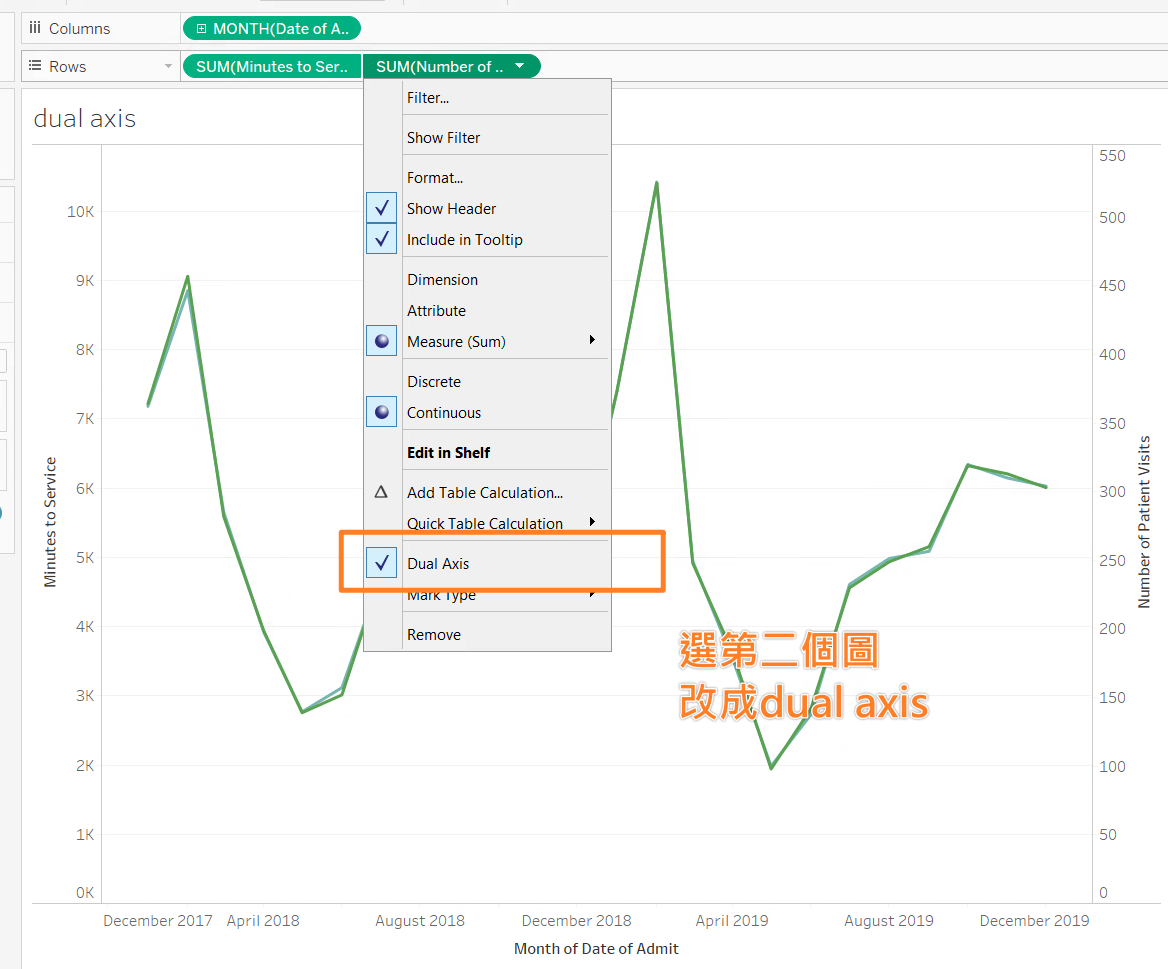 Columns
MONTH(Date of A..
Rows
SUM(Minutes to Ser..
SUM(Number of ..
dual axis
Filter...
Show Filter
Format...
Show Header
Include in Tooltip
Dimension
Attribute
Measure (Sum)
Discrete
Continuous
Edit in Shelf
Add Table Calculation...
Quick Table Calculation
Dual Axis
Mark Type
Remove
選第二個圖
改成dual axis
Minutes to Service
10K
9K
8K
7K
6K
5K
4K
3K
2K
1K
0K
550
500
450
400
350
300
250
200
150
100
50
0
Number of Patient Visits
December 2017
April 2018
August 2018
December 2018
April 2019
August 2019
December 2019
Month of Date of Admit